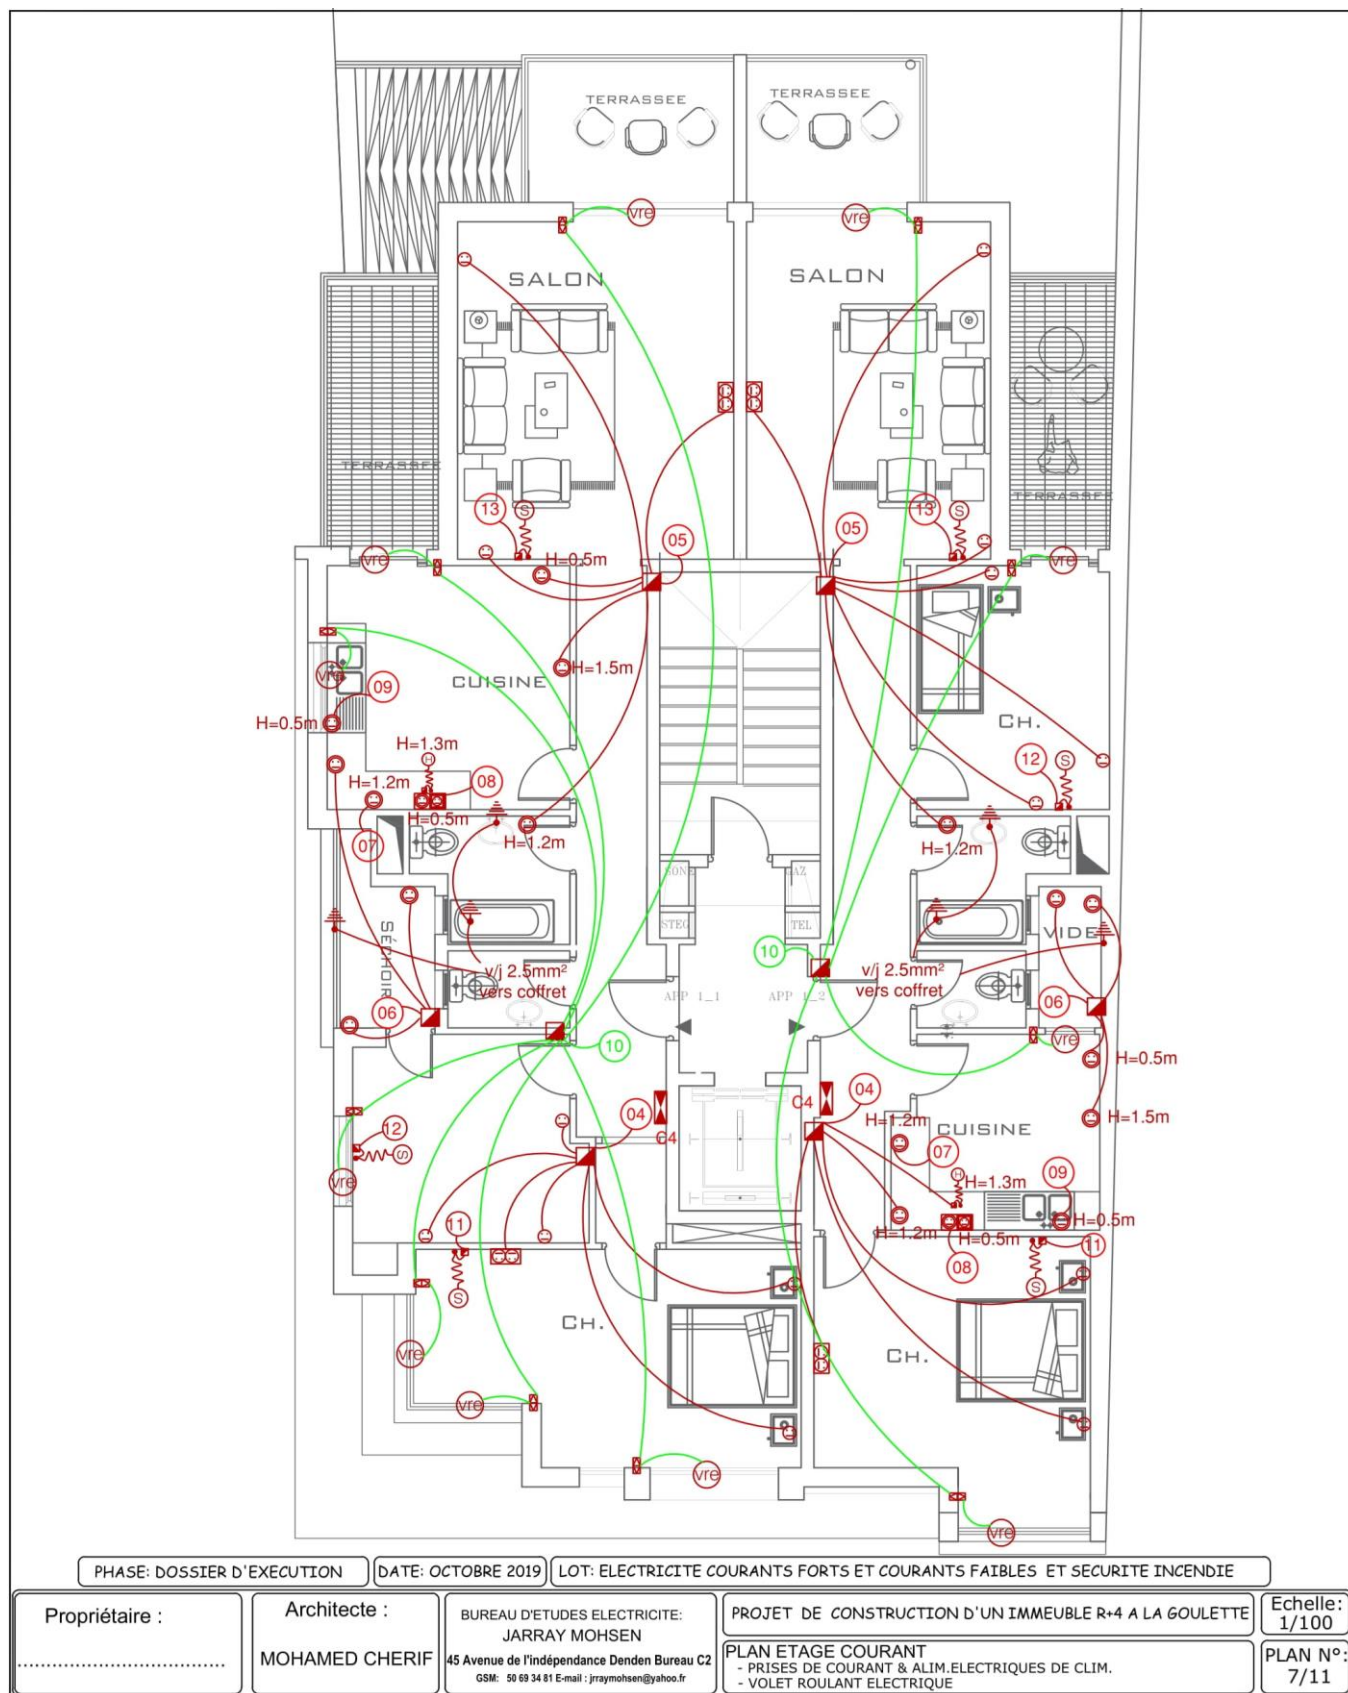 TERRASSEE
TERRASSEE
vre
vre
SALON
SALON
TERRASSEE
TERRASSEE
13
S
13
S
05
05
vre
H=0.5m
vre
vre
H=1.5m
CUISINE
09
CH.
H=0.5m
H=1.3m
H
H=1.2m
08
12
S
H=0.5m
07
H=1.2m
H=1.2m
SONE
GAZ
STEG
TEL
SÉCHOIR
VIDE
10
v/j 2.5mm²
vers coffret
v/j 2.5mm²
vers coffret
APP 1_1
APP 1_2
06
06
10
vre
H=0.5m
04
04
C4
C4
H=1.2m
H=1.5m
12
S
CUISINE
07
vre
H
H=1.3m
09
H=1.2m
H=0.5m
H=0.5m
11
08
11
S
S
CH.
CH.
vre
vre
vre
vre
PHASE: DOSSIER D'EXECUTION
DATE: OCTOBRE 2019
LOT: ELECTRICITE COURANTS FORTS ET COURANTS FAIBLES ET SECURITE INCENDIE
Propriétaire :
.................................
Architecte :
MOHAMED CHERIF
BUREAU D'ETUDES ELECTRICITE:
JARRAY MOHSEN
45 Avenue de l'indépendance Denden Bureau C2
GSM: 50 69 34 81 E-mail : jrraymohsen@yahoo.fr
PROJET DE CONSTRUCTION D'UN IMMEUBLE R+4 A LA GOULETTE
PLAN ETAGE COURANT
- PRISES DE COURANT & ALIM.ELECTRIQUES DE CLIM.
- VOLET ROULANT ELECTRIQUE
Echelle:
1/100
PLAN N°:
7/11